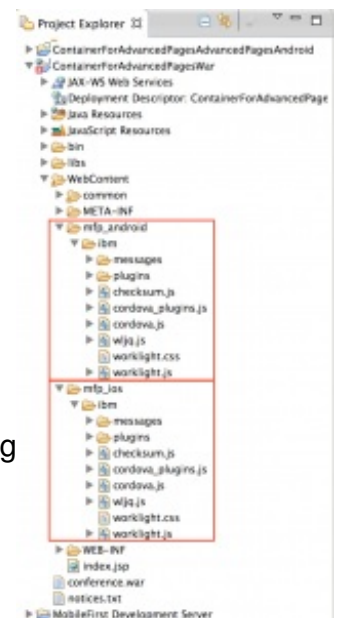 Project Explorer
ContainerForAdvancedPagesAdvancedPagesAndroid
ContainerForAdvancedPagesWar
JAX-WS Web Services
Deployment Descriptor: ContainerForAdvancedPage
Java Resources
JavaScript Resources
bin
libs
WebContent
common
META-INF
mfp_android
ibm
messages
plugins
checksum.js
cordova_plugins.js
cordova.js
wljq.js
worklight.css
worklight.js
mfp_ios
ibm
messages
g
plugins
checksum.js
cordova_plugins.js
cordova.js
wljq.js
worklight.css
worklight.js
WEB-INF
index.jsp
conference.war
notices.txt
MobileFirst Development Server